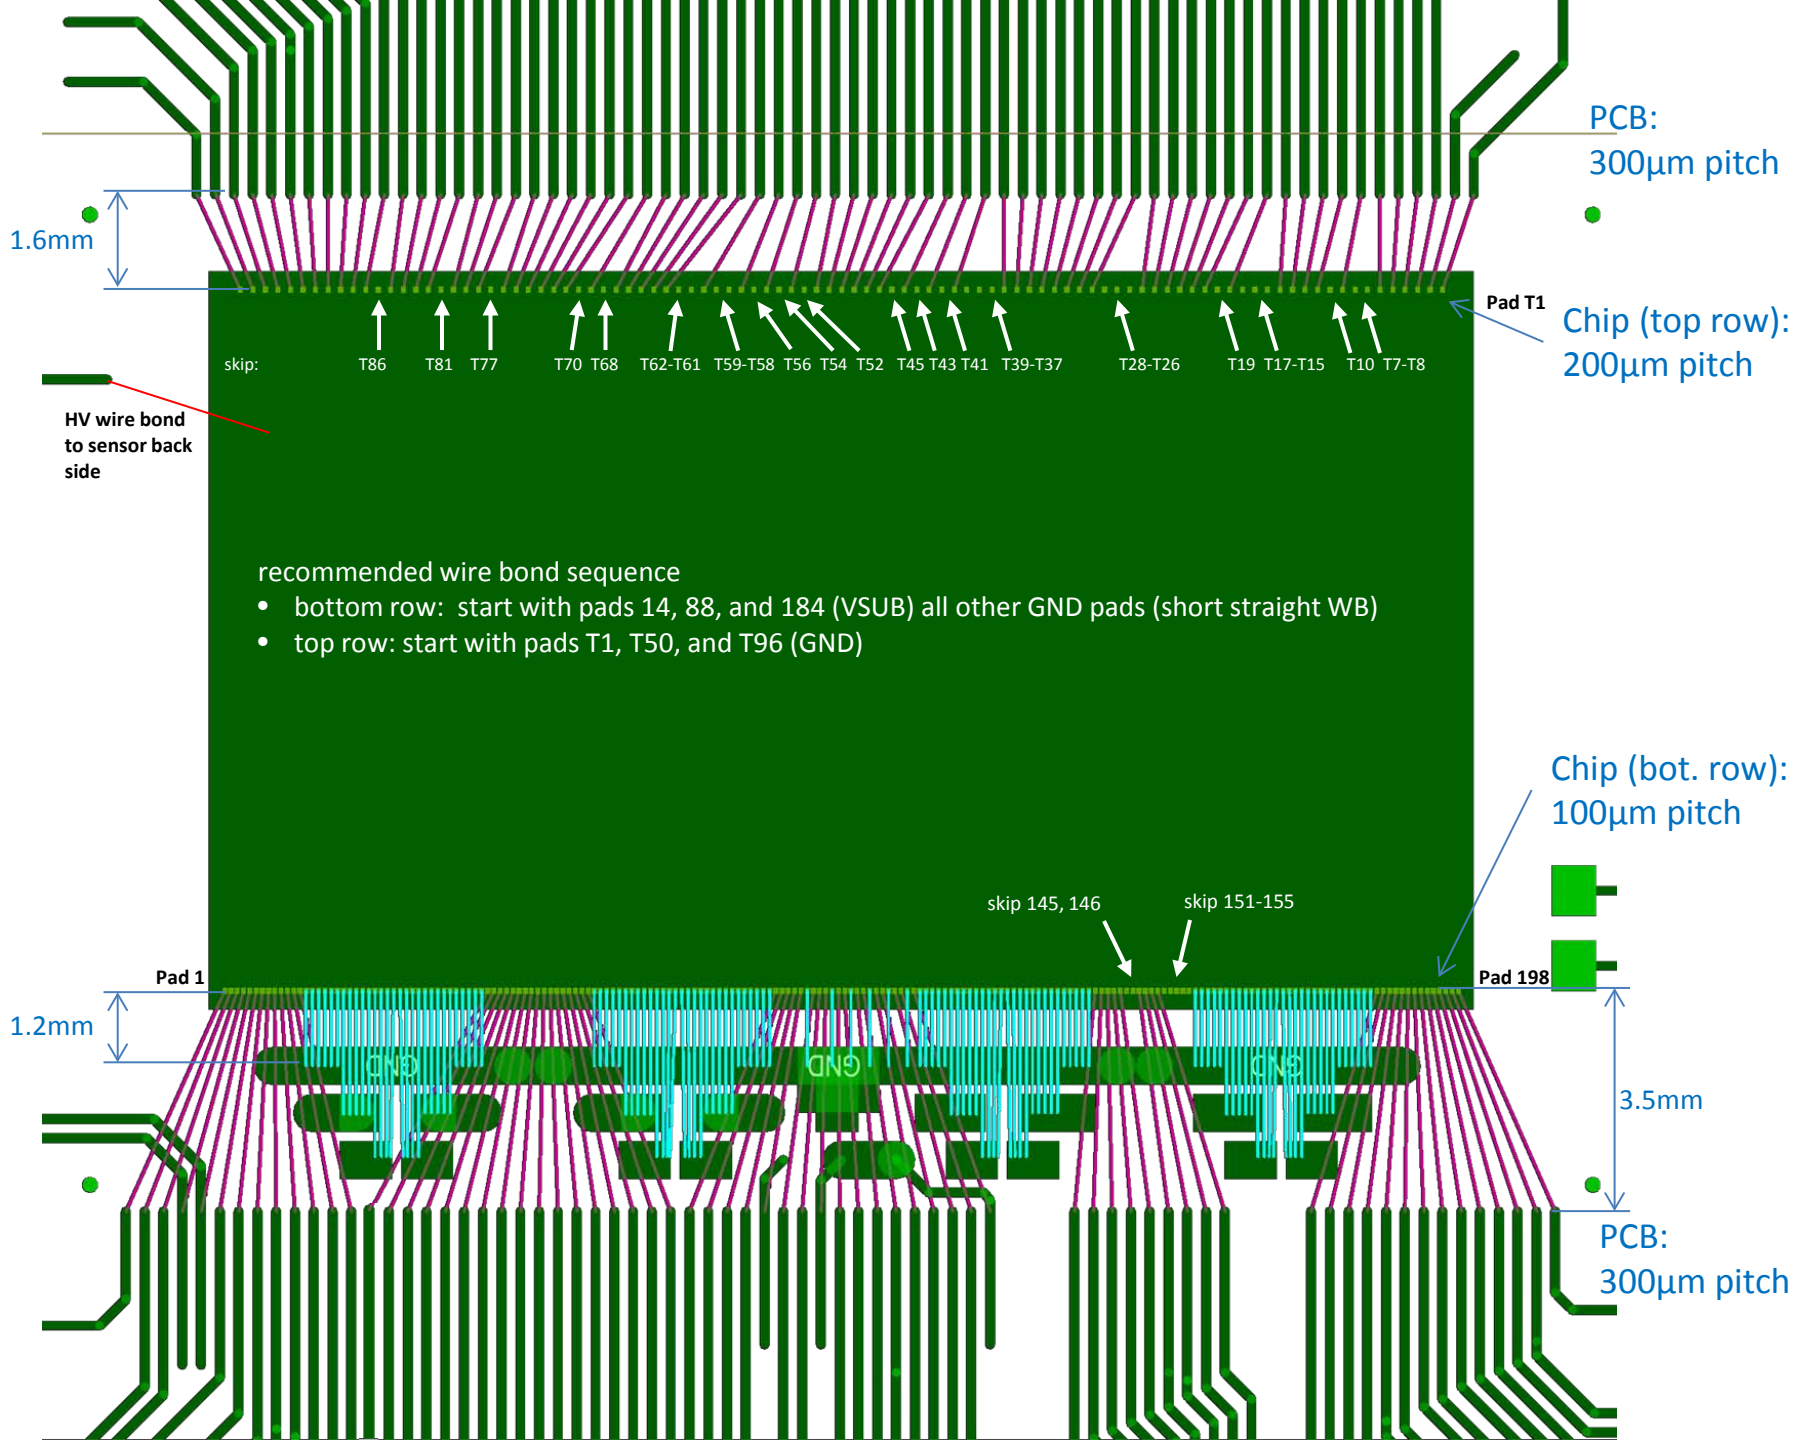 PCB:
300µm pitch
1.6mm
Pad T1
Chip (top row):
200µm pitch
skip:
T86
T81
T77
T70
T68
T62-T61
T59-T58
T56
T54
T52
T45
T43
T41
T39-T37
T28-T26
T19
T17-T15
T10
T7-T8
HV wire bond
to sensor back
side
recommended wire bond sequence
• bottom row: start with pads 14, 88, and 184 (VSUB) all other GND pads (short straight WB)
• top row: start with pads T1, T50, and T96 (GND)
Chip (bot. row):
100µm pitch
skip 145, 146
skip 151-155
Pad 1
Pad 198
1.2mm
GND
GND
GND
3.5mm
PCB:
300µm pitch